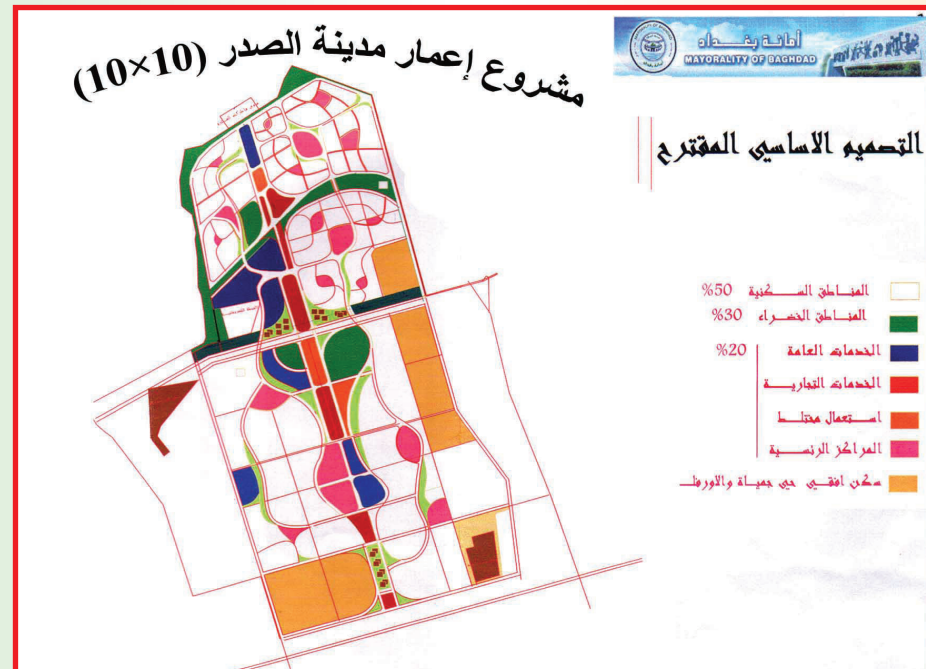 أمانة بغداد
MAYORALITY OF BAGHDAD
مشروع إعمار مدينة الصدر (10×10)
التصميم الاساسي المقترح
المناطق السكنية 50%
المناطق الخضراء 30%
الخدمات العامة 20%
الخدمات التجارية
استعمال مختلط
المراكز الرئسية
سكن افقي حي جميلة والاورفلي